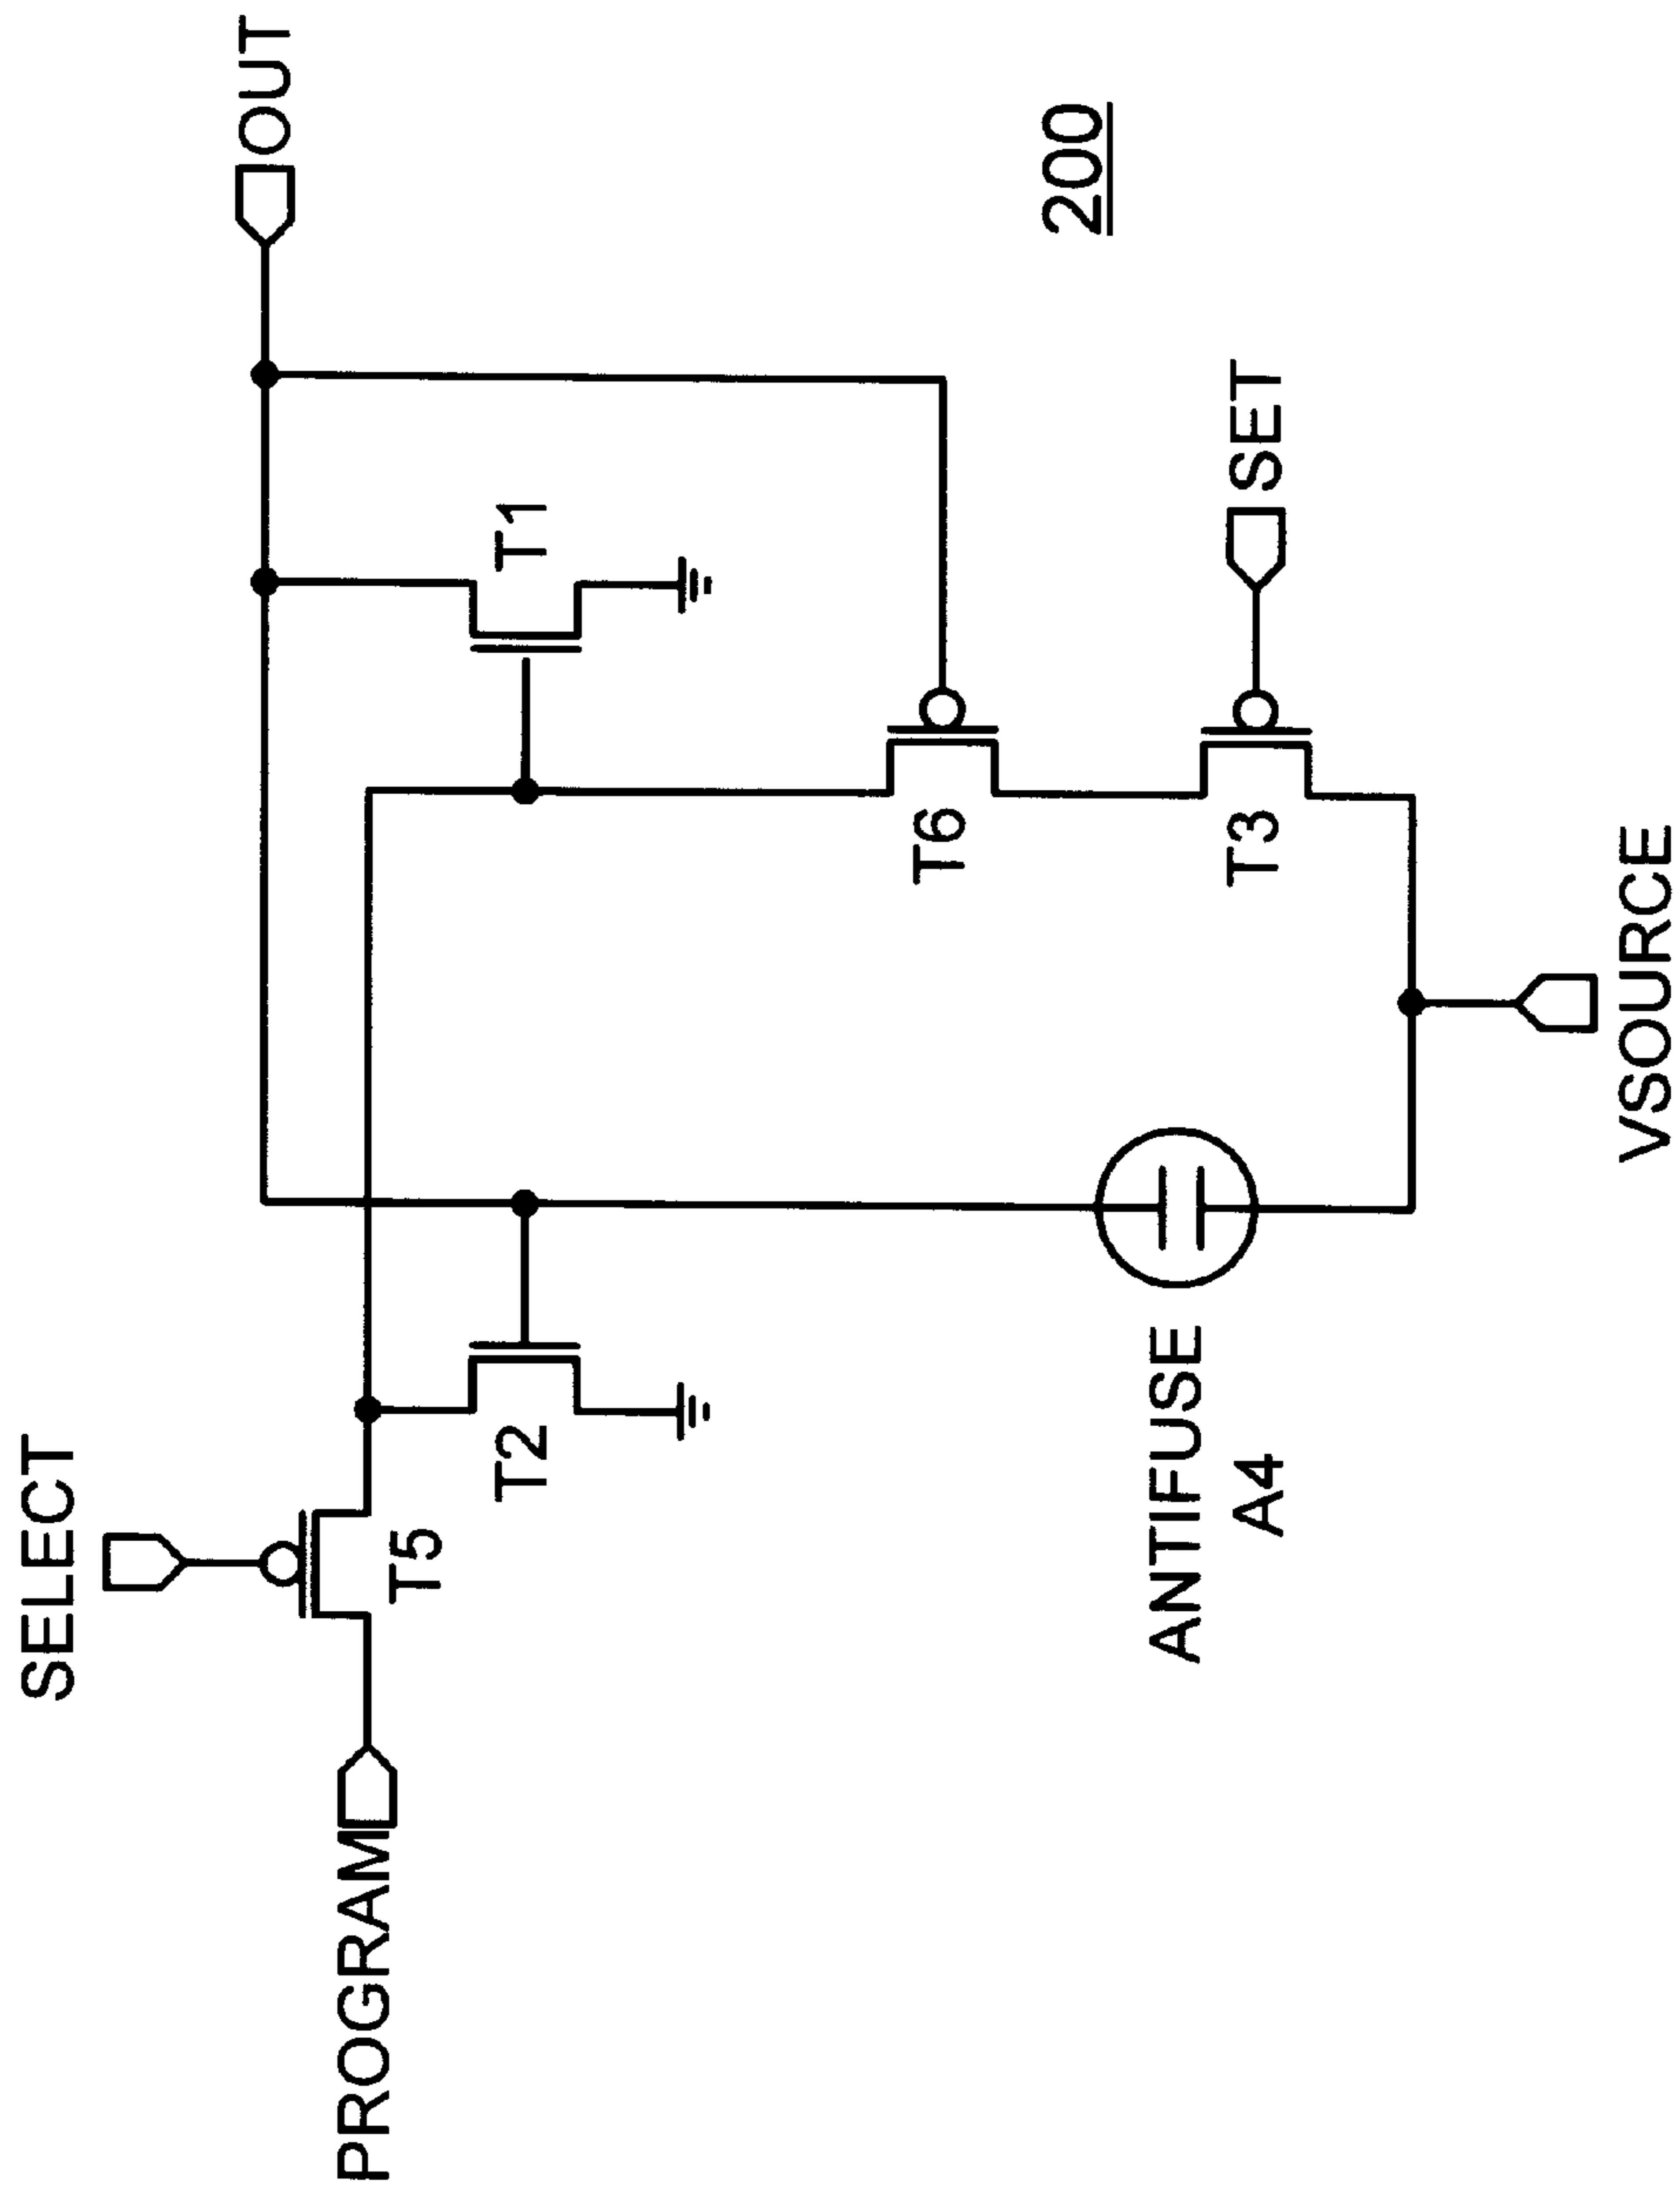 SELECT
PROGRAM
T5
T2
T1
OUT
T6
T3
SET
ANTIFUSE
A4
VSOURCE
200